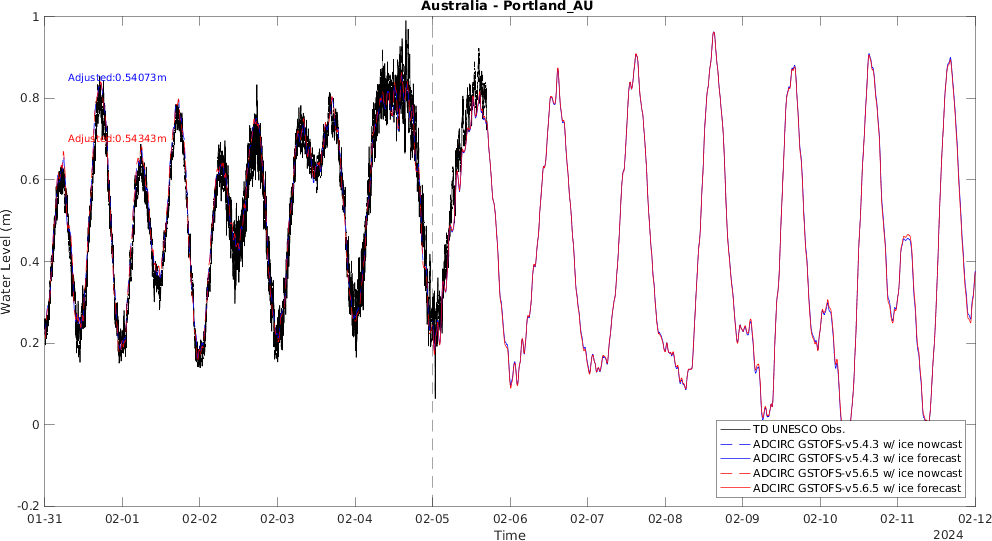 Australia - Portland_AU
1
0.8
0.6
0.4
0.2
0
-0.2
Water Level (m)
Adjusted:0.54073m
Adjusted:0.54343m
TD UNESCO Obs.
ADCIRC GSTOFS-v5.4.3 w/ ice nowcast
ADCIRC GSTOFS-v5.4.3 w/ ice forecast
ADCIRC GSTOFS-v5.6.5 w/ ice nowcast
ADCIRC GSTOFS-v5.6.5 w/ ice forecast
01-31 02-01 02-02 02-03 02-04 02-05 02-06 02-07 02-08 02-09 02-10 02-11 02-12
Time
2024